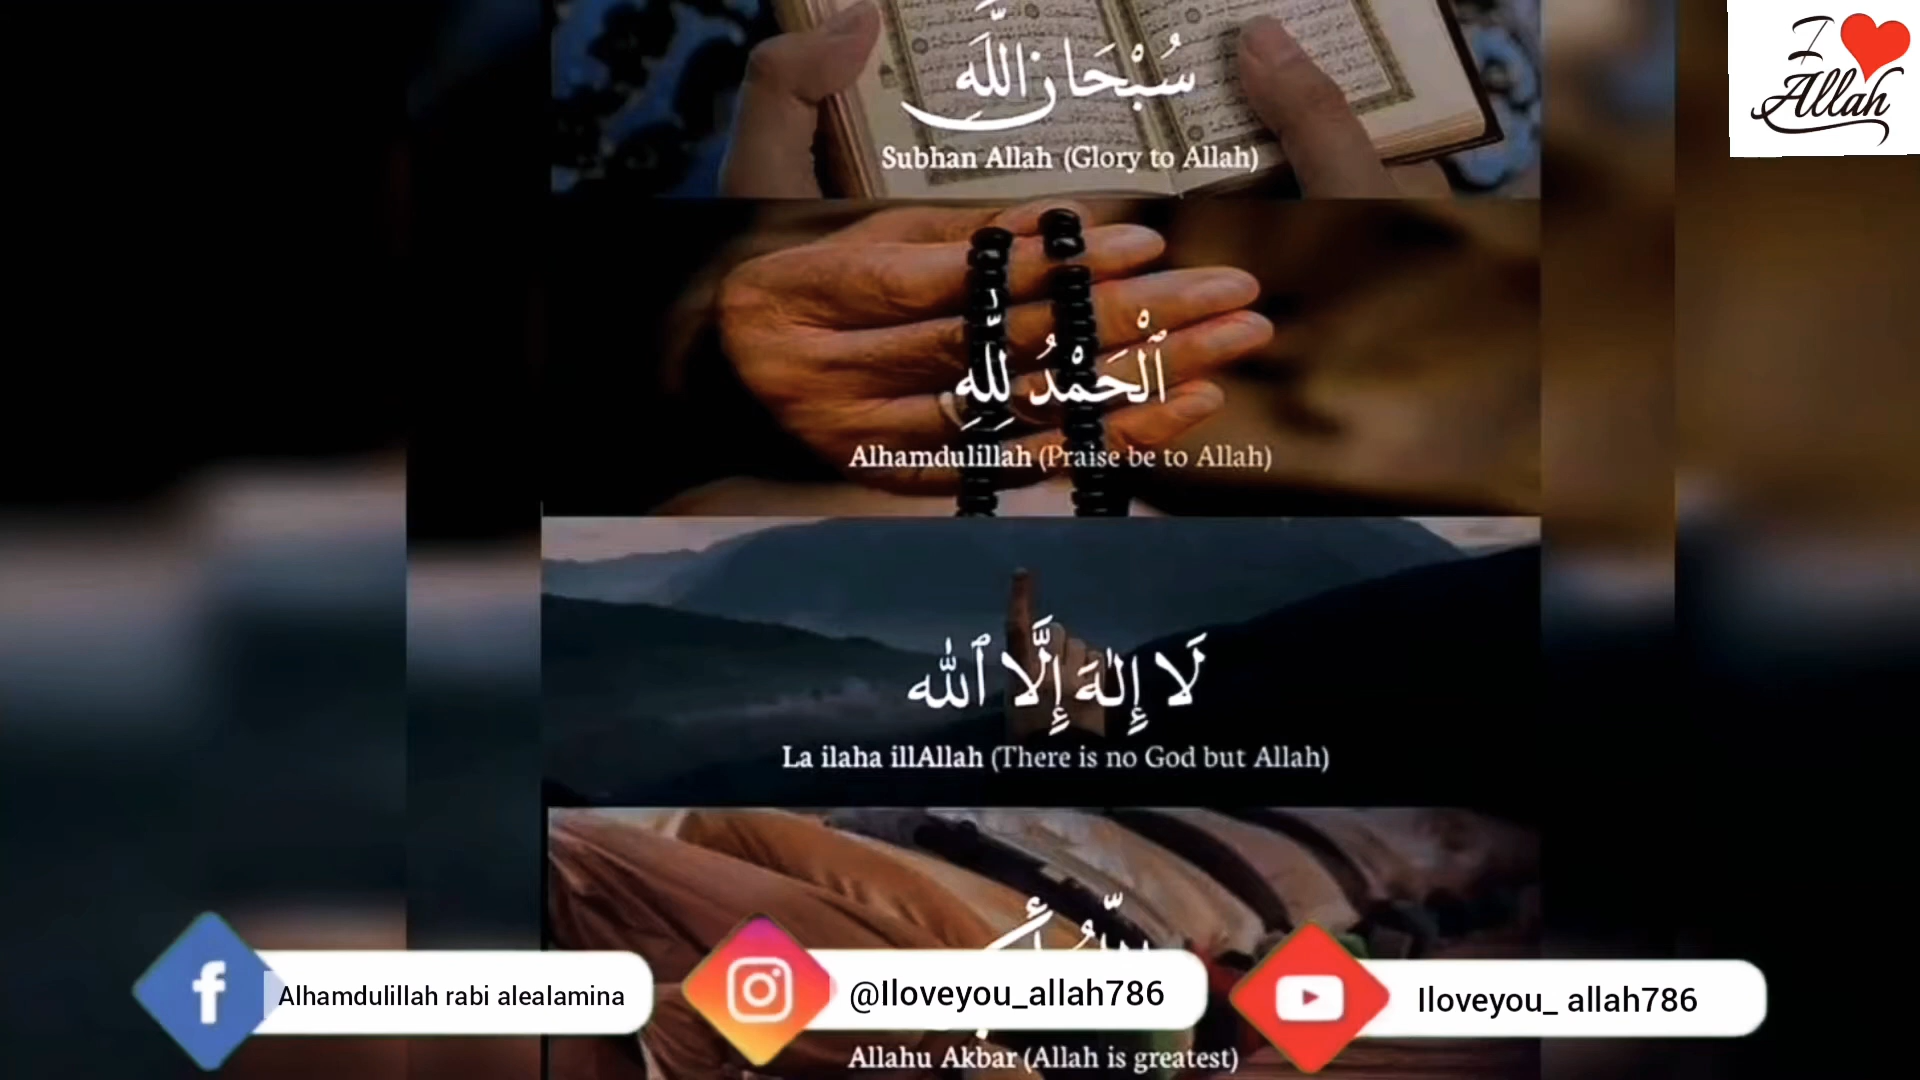 I ❤ Allah
سُبْحَانَ اللَّهِ
Subhan Allah (Glory to Allah)
ٱلْحَمْدُ لِلَّٰهِ
Alhamdulillah (Praise be to Allah)
لَا إِلٰهَ إِلَّا ٱللّٰه
La ilaha illAllah (There is no God but Allah)
Alhamdulillah rabi alealamina
@Iloveyou_allah786
Iloveyou_ allah786
Allahu Akbar (Allah is greatest)